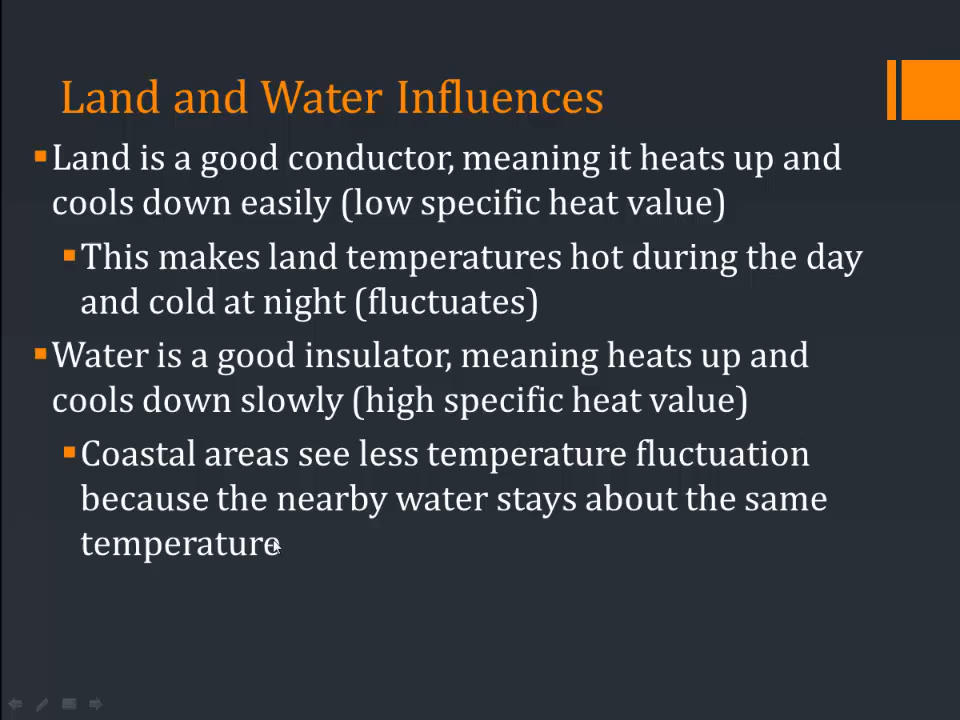 Land and Water Influences
Land is a good conductor, meaning it heats up and
cools down easily (low specific heat value)
This makes land temperatures hot during the day
and cold at night (fluctuates)
Water is a good insulator, meaning heats up and
cools down slowly (high specific heat value)
Coastal areas see less temperature fluctuation
because the nearby water stays about the same
temperature